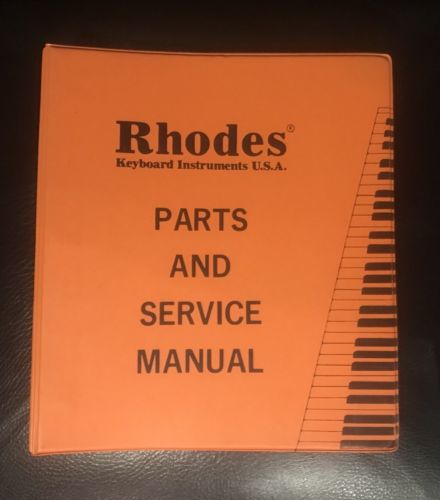 Rhodes®
Keyboard Instruments U.S.A.
PARTS
AND
SERVICE
MANUAL